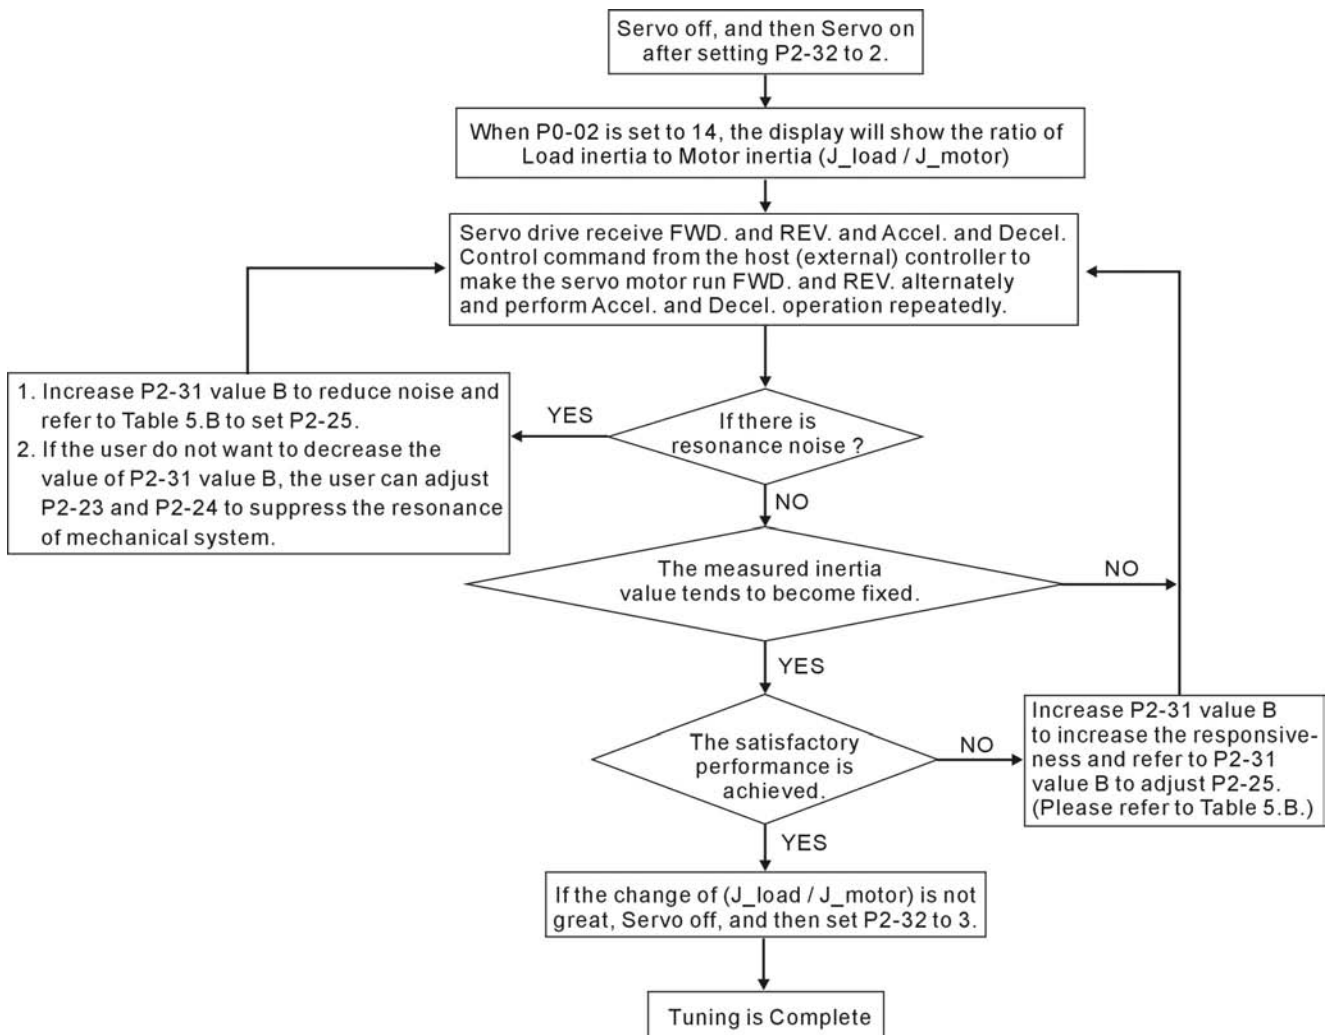 Servo off, and then Servo on
after setting P2-32 to 2.
When P0-02 is set to 14, the display will show the ratio of
Load inertia to Motor inertia (J_load / J_motor)
Servo drive receive FWD. and REV. and Accel. and Decel.
Control command from the host (external) controller to
make the servo motor run FWD. and REV. alternately
and perform Accel. and Decel. operation repeatedly.
1. Increase P2-31 value B to reduce noise and
refer to Table 5.B to set P2-25.
2. If the user do not want to decrease the
value of P2-31 value B, the user can adjust
P2-23 and P2-24 to suppress the resonance
of mechanical system.
YES
If there is
resonance noise ?
NO
The measured inertia
value tends to become fixed.
NO
YES
The satisfactory
performance is
achieved.
NO
Increase P2-31 value B
to increase the responsive-
ness and refer to P2-31
value B to adjust P2-25.
(Please refer to Table 5.B.)
YES
If the change of (J_load / J_motor) is not
great, Servo off, and then set P2-32 to 3.
Tuning is Complete